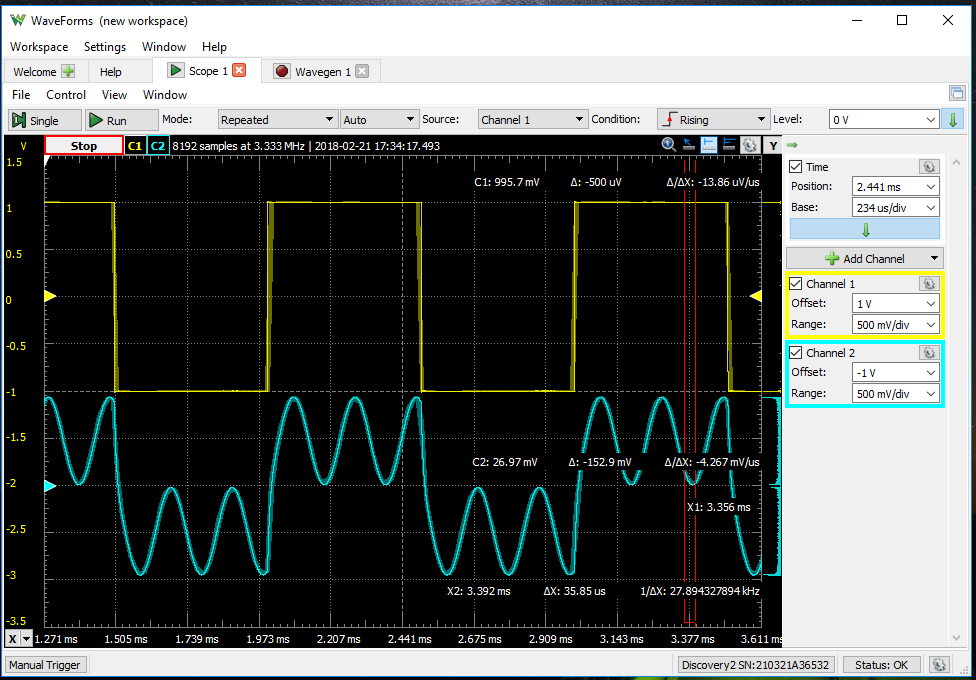 WaveForms (new workspace)
Workspace Settings Window Help
Welcome Help Scope 1 Wavegen 1
File Control View Window
Single Run Mode: Repeated Auto Source: Channel 1 Condition: Rising Level: 0 V
V Stop C1 C2 8192 samples at 3.333 MHz | 2018-02-21 17:34:17.493 Y
1.5
C1: 995.7 mV Δ: -500 uV Δ/ΔX: -13.86 uV/us
1
0.5
0
-0.5
-1
-1.5
C2: 26.97 mV Δ: -152.9 mV Δ/ΔX: -4.267 mV/us
-2
X1: 3.356 ms
-2.5
-3
X2: 3.392 ms ΔX: 35.85 us 1/ΔX: 27.894327894 kHz
-3.5
X 1.271 ms 1.505 ms 1.739 ms 1.973 ms 2.207 ms 2.441 ms 2.675 ms 2.909 ms 3.143 ms 3.377 ms 3.611 ms
Time
Position: 2.441 ms
Base: 234 us/div
Add Channel
Channel 1
Offset: 1 V
Range: 500 mV/div
Channel 2
Offset: -1 V
Range: 500 mV/div
Manual Trigger Discovery2 SN:210321A36532 Status: OK